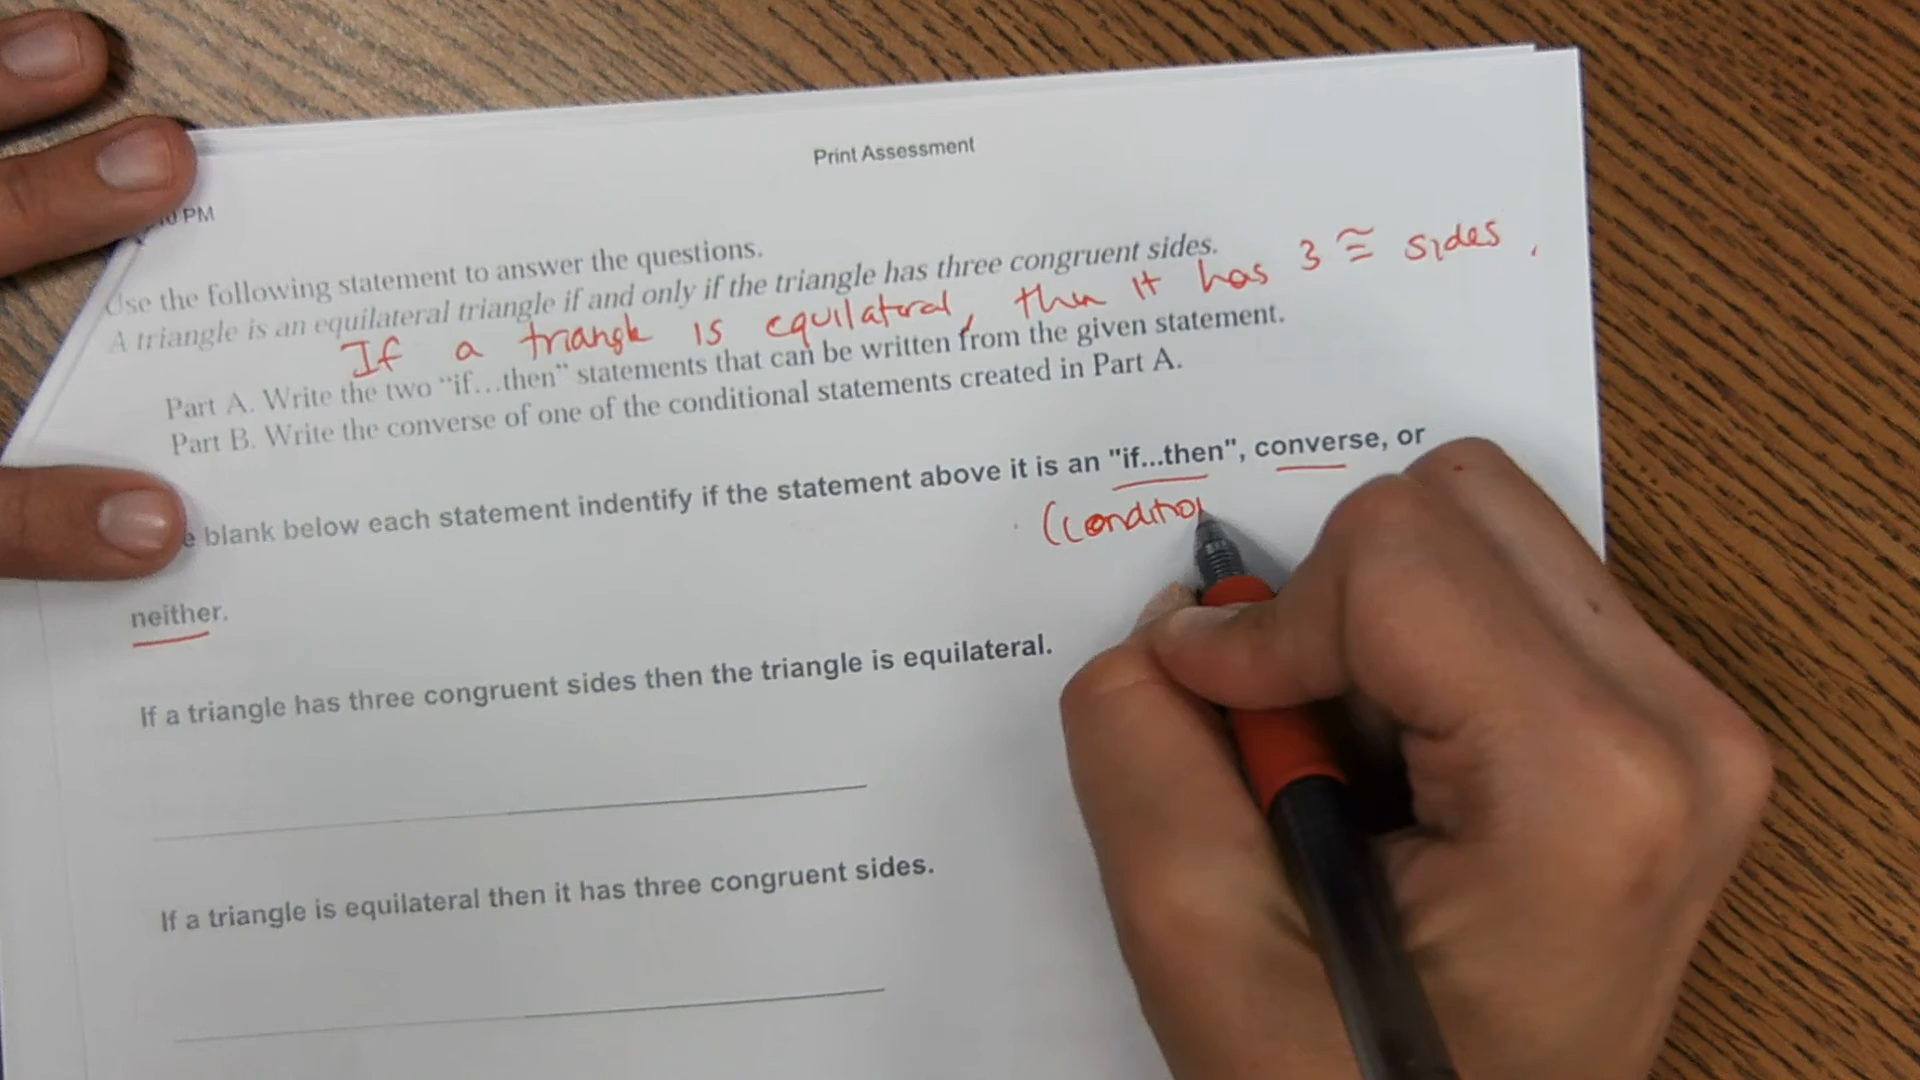 Print Assessment
PM
Use the following statement to answer the questions.
A triangle is an equilateral triangle if and only if the triangle has three congruent sides.
If a triangle is equilateral, then it has 3 ≅ sides.
Part A. Write the two “if…then” statements that can be written from the given statement.
Part B. Write the converse of one of the conditional statements created in Part A.
blank below each statement indentify if the statement above it is an "if...then", converse, or
(Conditio
neither.
If a triangle has three congruent sides then the triangle is equilateral.
If a triangle is equilateral then it has three congruent sides.